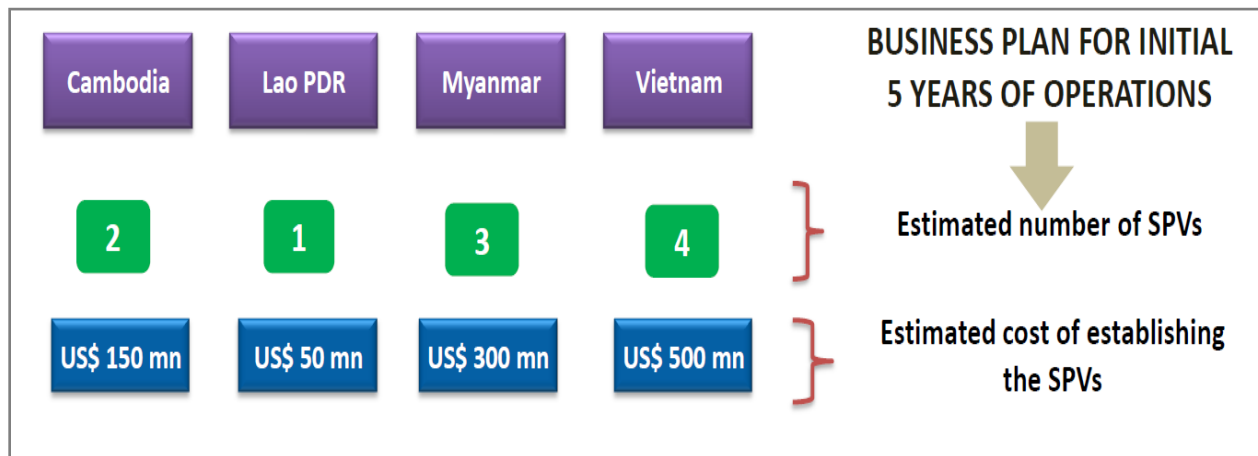 Cambodia
Lao PDR
Myanmar
Vietnam
BUSINESS PLAN FOR INITIAL
5 YEARS OF OPERATIONS
2
1
3
4
Estimated number of SPVs
US$ 150 mn
US$ 50 mn
US$ 300 mn
US$ 500 mn
Estimated cost of establishing
the SPVs